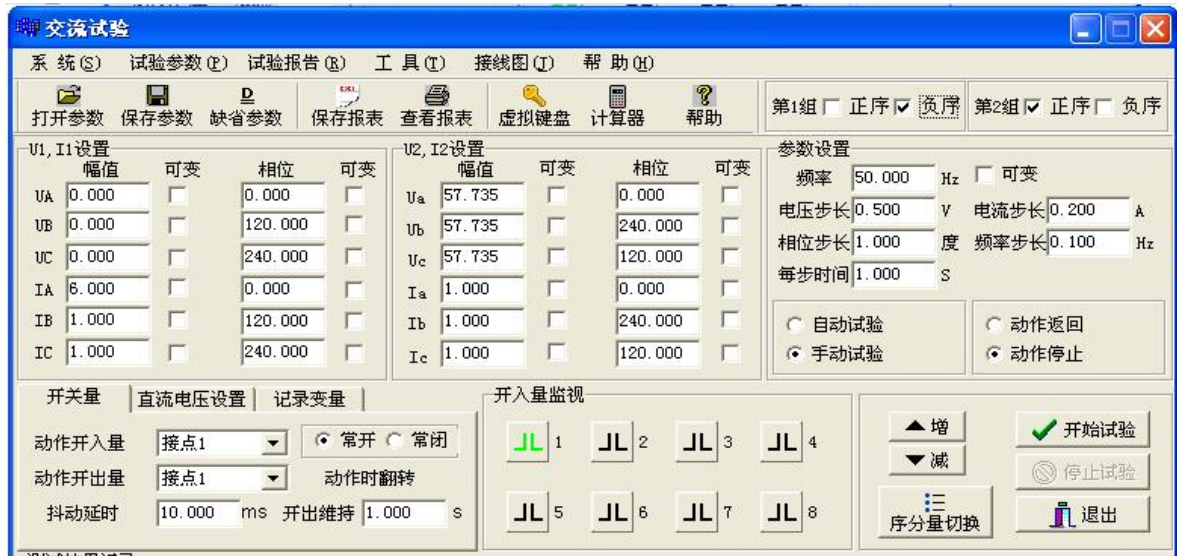 交流试验
系 统(S) 试验参数(P) 试验报告(R) 工 具(T) 接线图(J) 帮 助(H)
打开参数 保存参数 缺省参数 保存报表 查看报表 虚拟键盘 计算器 帮助
第1组 正序 负序 第2组 正序 负序
U1,I1设置
幅值 可变 相位 可变
UA 0.000 0.000
UB 0.000 120.000
UC 0.000 240.000
IA 6.000 0.000
IB 1.000 120.000
IC 1.000 240.000
U2,I2设置
幅值 可变 相位 可变
Ua 57.735 0.000
Ub 57.735 240.000
Uc 57.735 120.000
Ia 1.000 0.000
Ib 1.000 240.000
Ic 1.000 120.000
参数设置
频率 50.000 Hz 可变
电压步长 0.500 V 电流步长 0.200 A
相位步长 1.000 度 频率步长 0.100 Hz
每步时间 1.000 S
自动试验 动作返回
手动试验 动作停止
开关量 直流电压设置 记录变量
动作开入量 接点1 常开 常闭
动作开出量 接点1 动作时翻转
抖动延时 10.000 ms 开出维持 1.000 s
开入量监视
1 2 3 4
5 6 7 8
增 开始试验
减 停止试验
序分量切换 退出